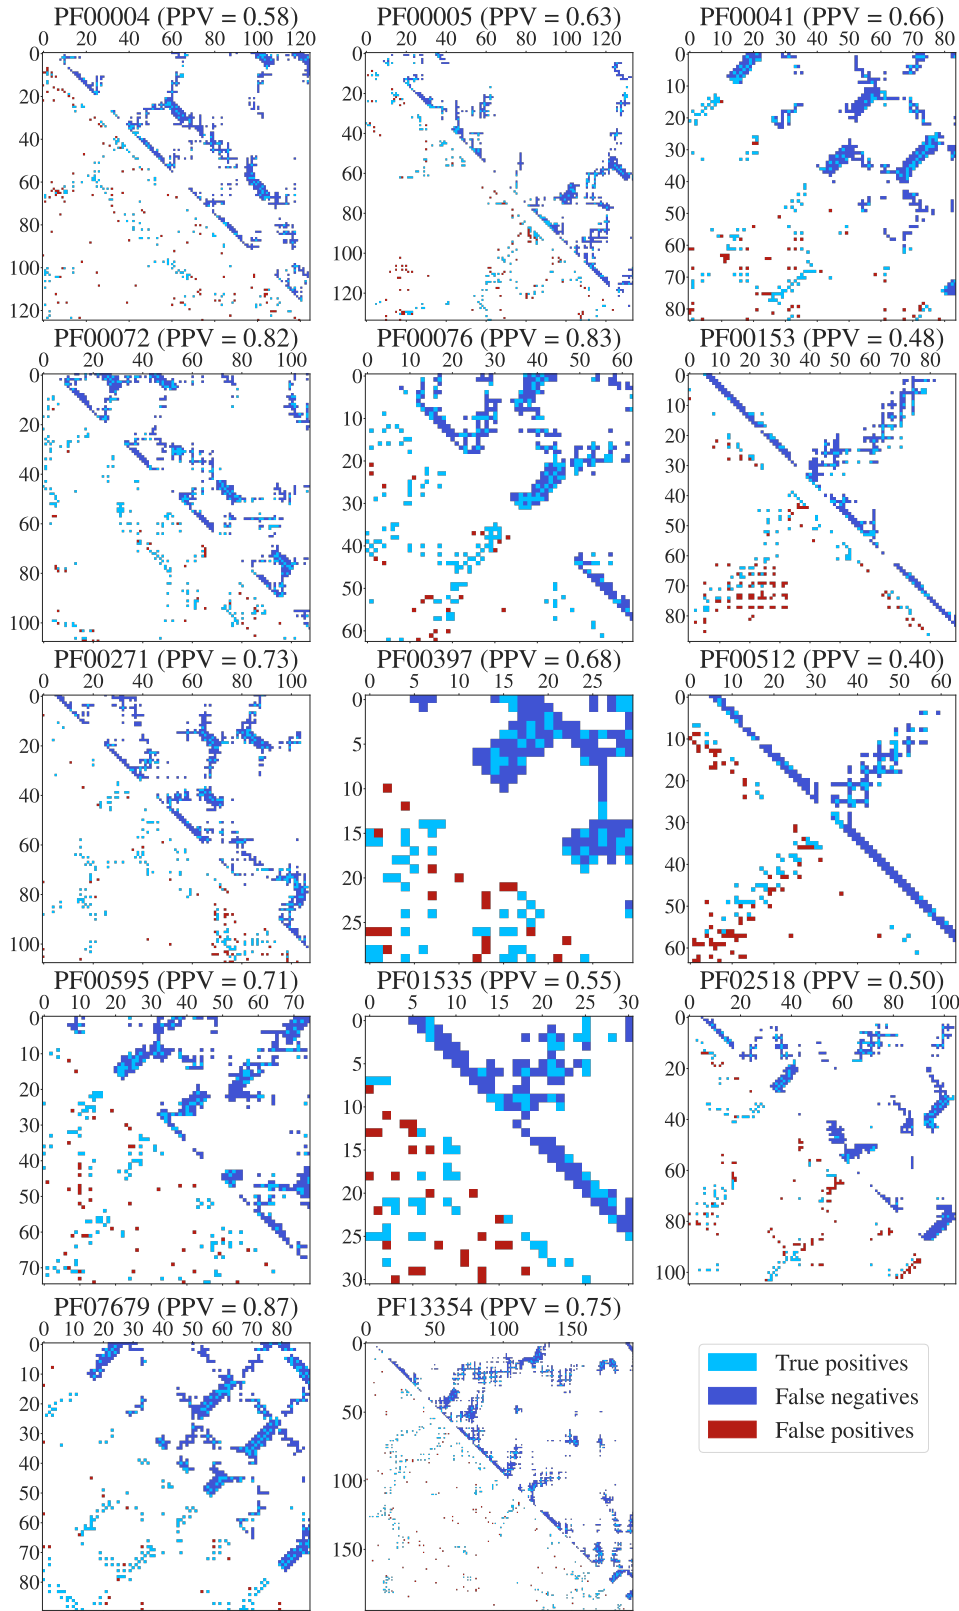 PF00004 (PPV = 0.58) PF00005 (PPV = 0.63) PF00041 (PPV = 0.66)
0 20 40 60 80 100 120 0 20 40 60 80 100 120 0 10 20 30 40 50 60 70 80
0 20 40 60 80 100 120
0 20 40 60 80 100 120
0 10 20 30 40 50 60 70 80
PF00072 (PPV = 0.82) PF00076 (PPV = 0.83) PF00153 (PPV = 0.48)
0 20 40 60 80 100 0 10 20 30 40 50 60 0 10 20 30 40 50 60 70 80
0 20 40 60 80 100
0 10 20 30 40 50 60
0 10 20 30 40 50 60 70 80
PF00271 (PPV = 0.73) PF00397 (PPV = 0.68) PF00512 (PPV = 0.40)
0 20 40 60 80 100 0 5 10 15 20 25 0 10 20 30 40 50 60
0 20 40 60 80 100
0 5 10 15 20 25
0 10 20 30 40 50 60
PF00595 (PPV = 0.71) PF01535 (PPV = 0.55) PF02518 (PPV = 0.50)
0 10 20 30 40 50 60 70 0 5 10 15 20 25 30 0 20 40 60 80 100
0 10 20 30 40 50 60 70
0 5 10 15 20 25 30
0 20 40 60 80 100
PF07679 (PPV = 0.87) PF13354 (PPV = 0.75)
0 10 20 30 40 50 60 70 80 0 50 100 150
0 10 20 30 40 50 60 70 80
0 50 100 150
True positives
False negatives
False positives